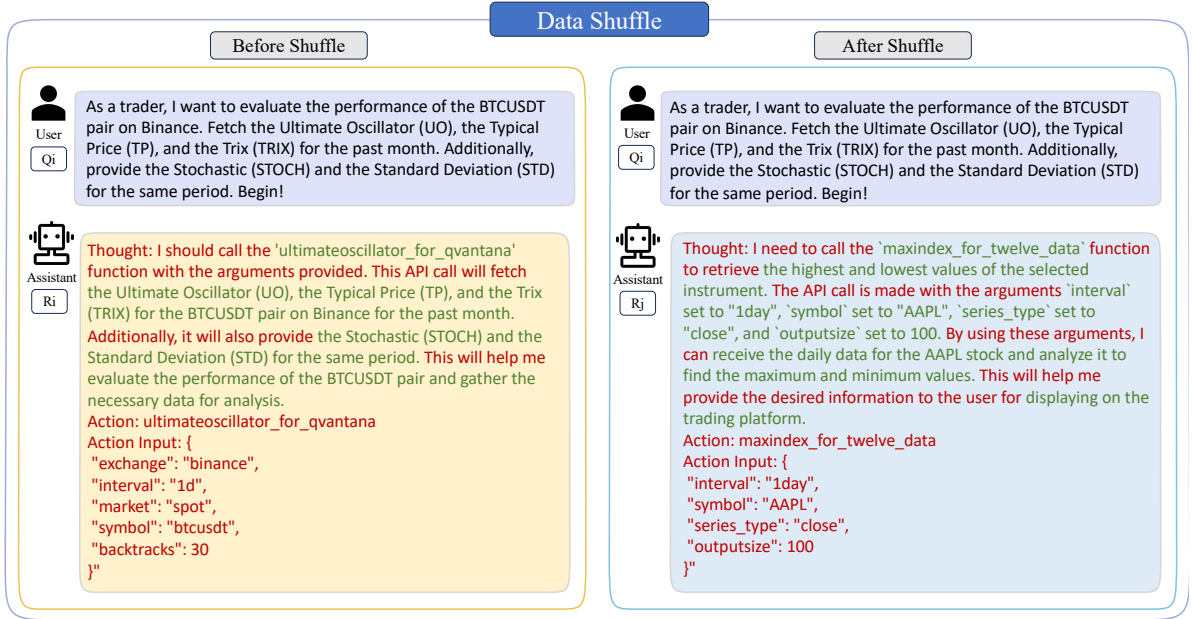 Data Shuffle
Before Shuffle
User
Qi
As a trader, I want to evaluate the performance of the BTCUSDT
pair on Binance. Fetch the Ultimate Oscillator (UO), the Typical
Price (TP), and the Trix (TRIX) for the past month. Additionally,
provide the Stochastic (STOCH) and the Standard Deviation (STD)
for the same period. Begin!
Assistant
Ri
Thought: I should call the 'ultimateoscillator_for_qvantana'
function with the arguments provided. This API call will fetch
the Ultimate Oscillator (UO), the Typical Price (TP), and the Trix
(TRIX) for the BTCUSDT pair on Binance for the past month.
Additionally, it will also provide the Stochastic (STOCH) and the
Standard Deviation (STD) for the same period. This will help me
evaluate the performance of the BTCUSDT pair and gather the
necessary data for analysis.
Action: ultimateoscillator_for_qvantana
Action Input: {
"exchange": "binance",
"interval": "1d",
"market": "spot",
"symbol": "btcusdt",
"backtracks": 30
}"
After Shuffle
User
Qi
As a trader, I want to evaluate the performance of the BTCUSDT
pair on Binance. Fetch the Ultimate Oscillator (UO), the Typical
Price (TP), and the Trix (TRIX) for the past month. Additionally,
provide the Stochastic (STOCH) and the Standard Deviation (STD)
for the same period. Begin!
Assistant
Rj
Thought: I need to call the `maxindex_for_twelve_data` function
to retrieve the highest and lowest values of the selected
instrument. The API call is made with the arguments `interval`
set to "1day", `symbol` set to "AAPL", `series_type` set to
"close", and `outputsize` set to 100. By using these arguments, I
can receive the daily data for the AAPL stock and analyze it to
find the maximum and minimum values. This will help me
provide the desired information to the user for displaying on the
trading platform.
Action: maxindex_for_twelve_data
Action Input: {
"interval": "1day",
"symbol": "AAPL",
"series_type": "close",
"outputsize": 100
}"